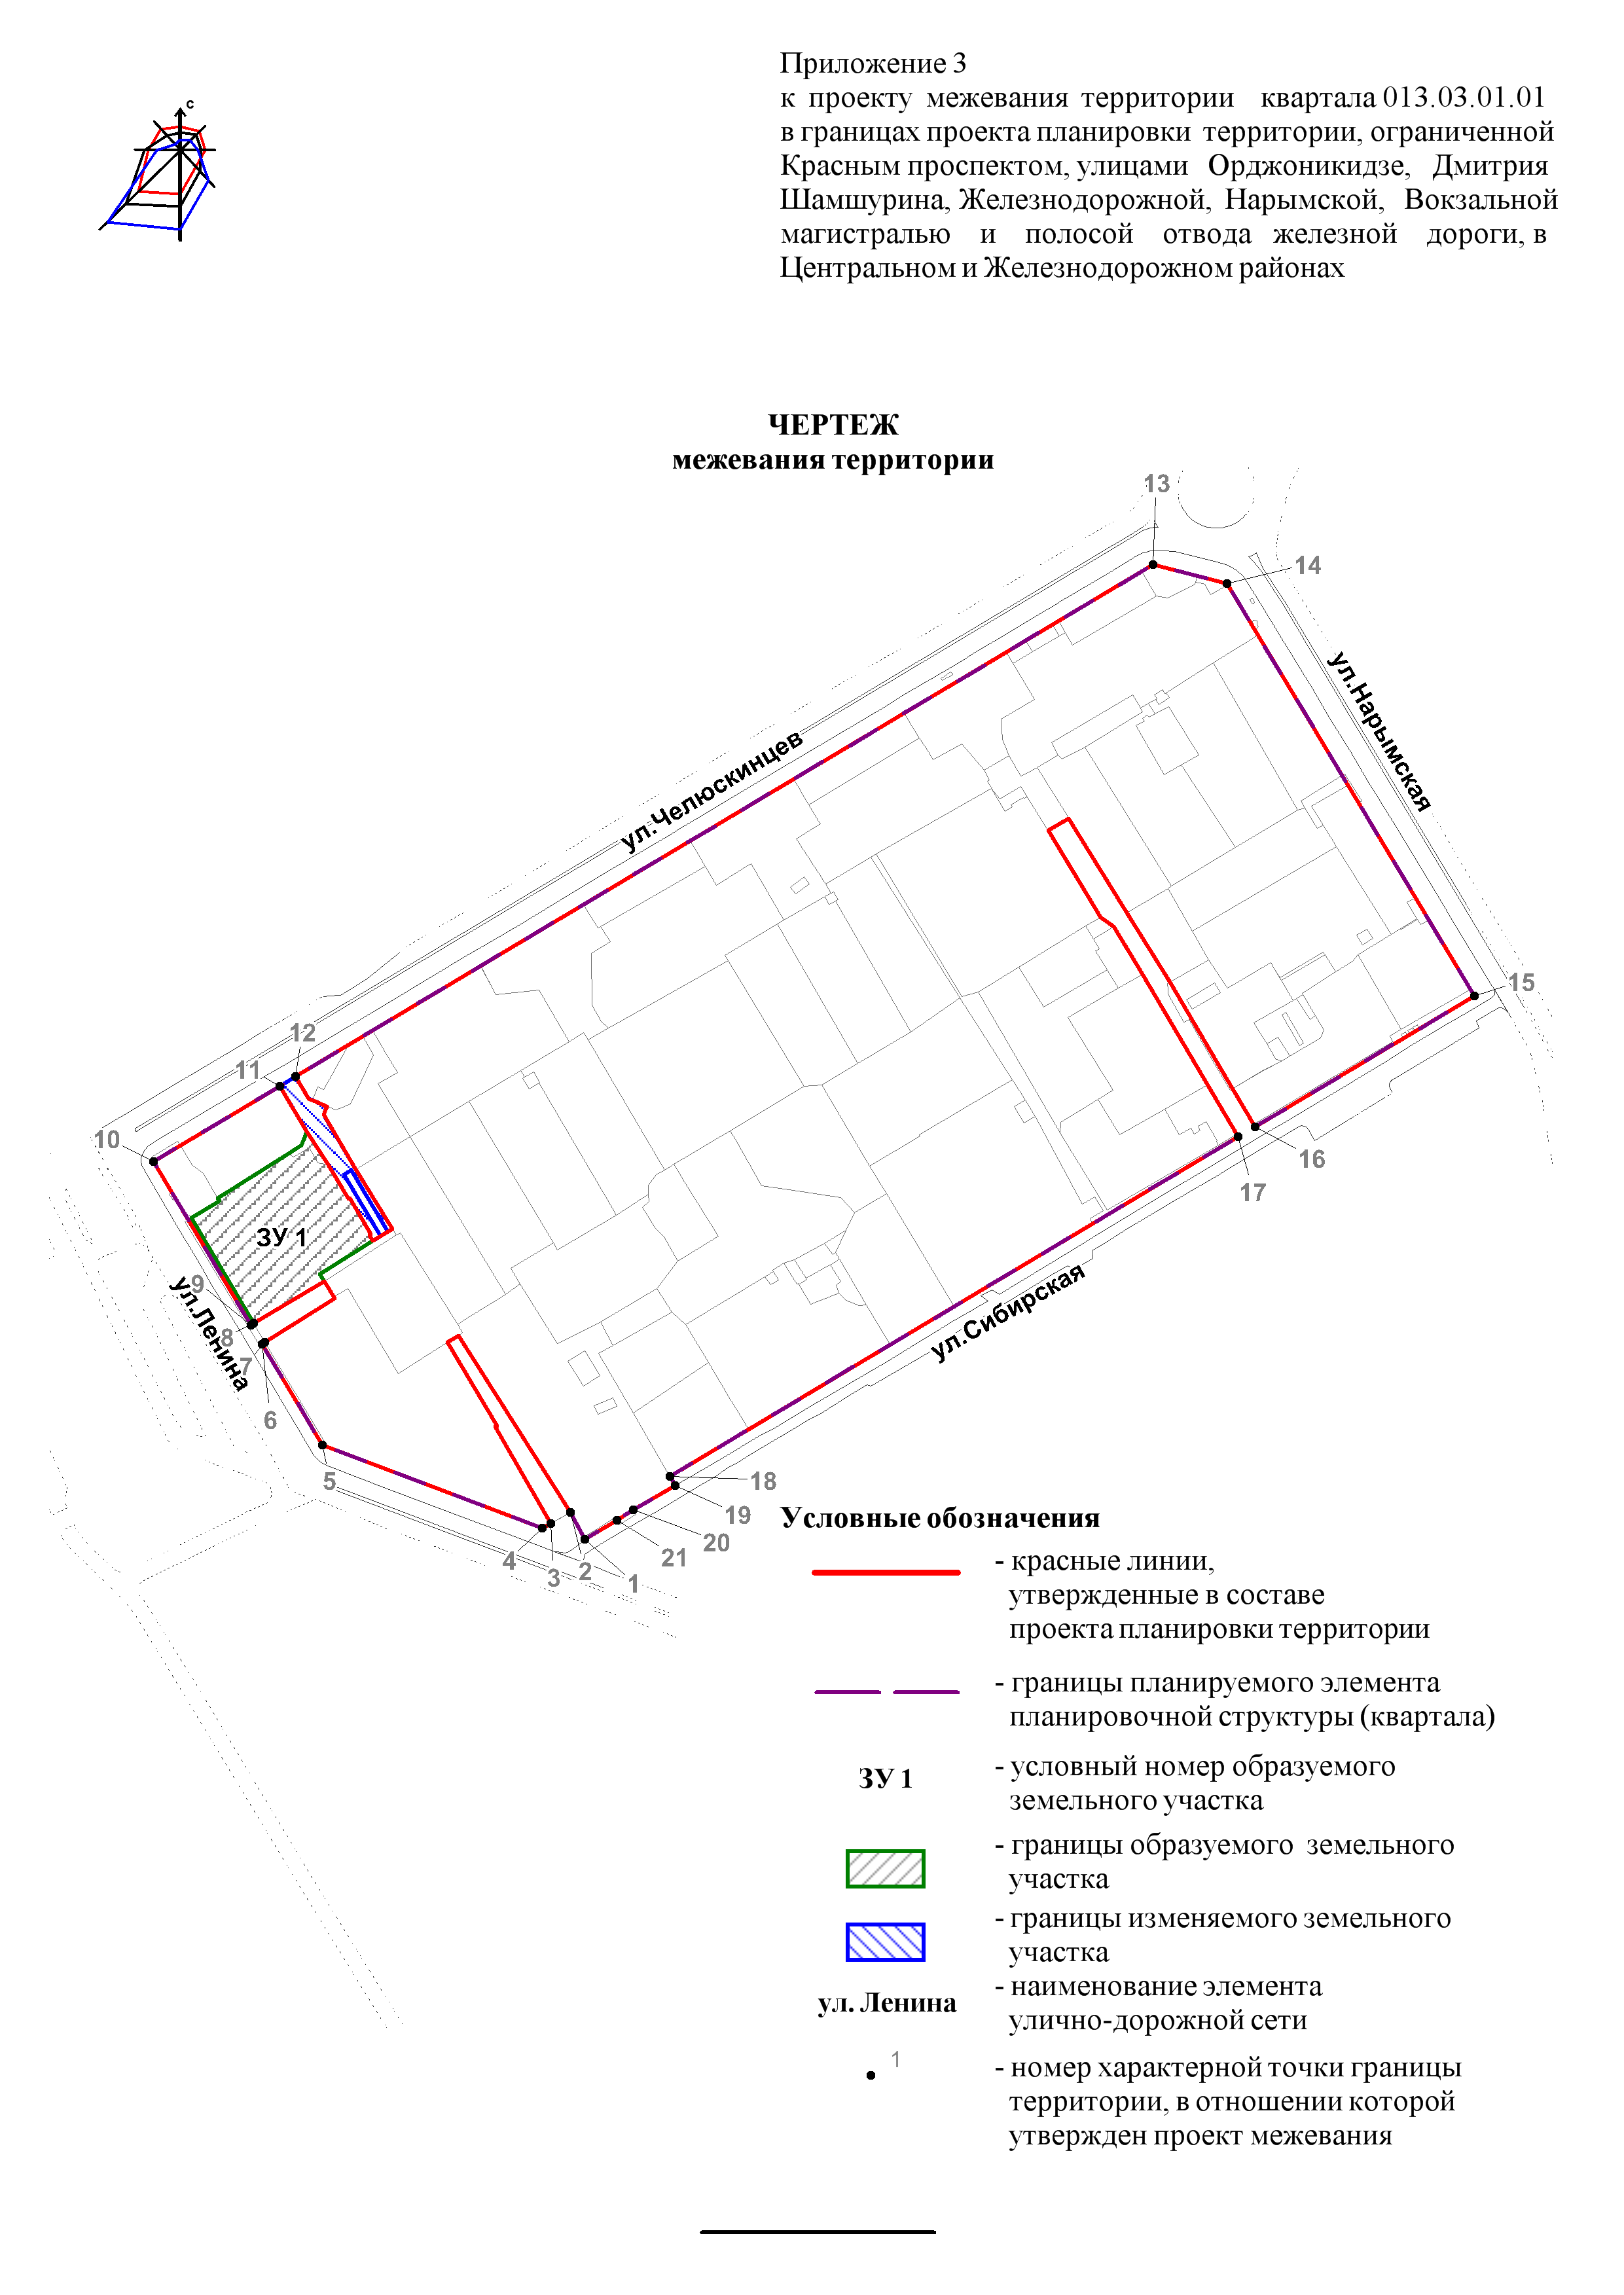 Приложение 3
к проекту межевания территории квартала 013.03.01.01
в границах проекта планировки территории, ограниченной
Красным проспектом, улицами Орджоникидзе, Дмитрия
Шамшурина, Железнодорожной, Нарымской, Вокзальной
магистралью и полосой отвода железной дороги, в
Центральном и Железнодорожном районах
с
ЧЕРТЕЖ
межевания территории
13
14
ул.Нарымская
ул.Челюскинцев
15
12
11
10
16
17
ЗУ 1
9
ул.Ленина
8
7
6
ул.Сибирская
5
18
19
20
21
4
3
2
1
Условные обозначения
- красные линии,
утвержденные в составе
проекта планировки территории
- границы планируемого элемента
планировочной структуры (квартала)
ЗУ 1
- условный номер образуемого
земельного участка
- границы образуемого земельного
участка
- границы изменяемого земельного
участка
ул. Ленина
- наименование элемента
улично-дорожной сети
1
- номер характерной точки границы
территории, в отношении которой
утвержден проект межевания